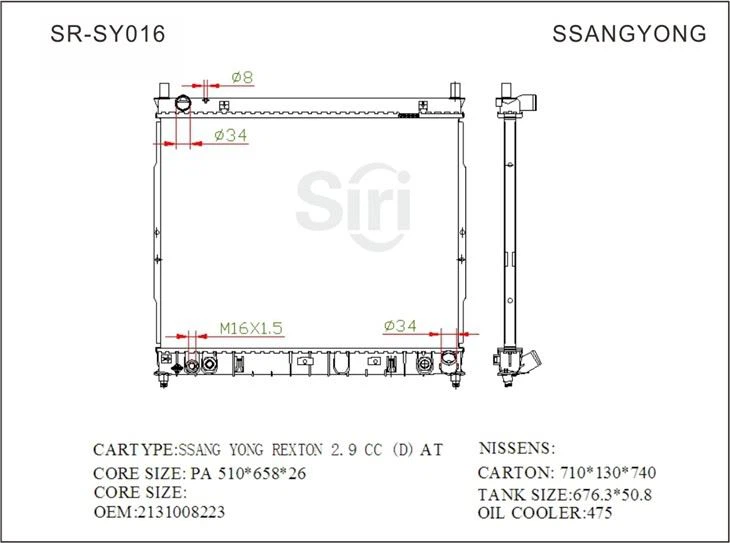 SR-SY016
SSANGYONG
Ø8
Ø34
Siri
M16X1.5
Ø34
CARTYPE:SSANG YONG REXTON 2.9 CC (D) AT
CORE SIZE: PA 510*658*26
CORE SIZE:
OEM:2131008223
NISSENS:
CARTON: 710*130*740
TANK SIZE:676.3*50.8
OIL COOLER:475